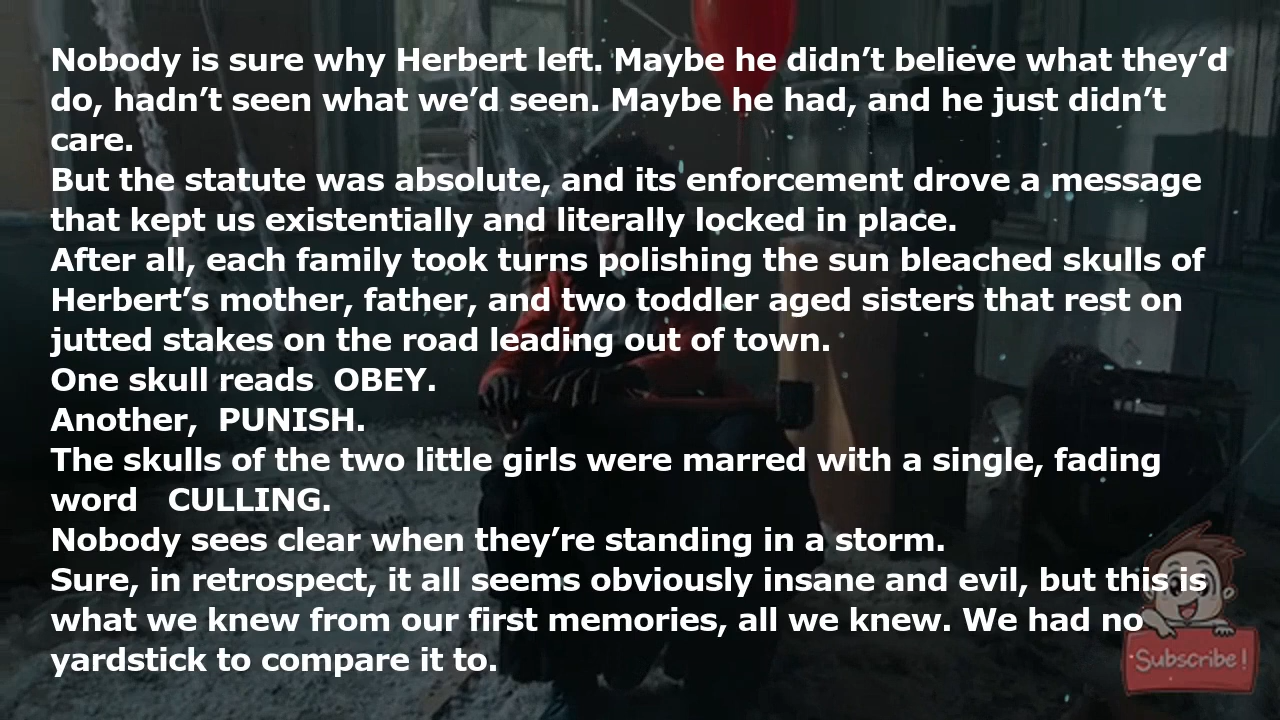 Nobody is sure why Herbert left. Maybe he didn’t believe what they’d
do, hadn’t seen what we’d seen. Maybe he had, and he just didn’t
care.
But the statute was absolute, and its enforcement drove a message
that kept us existentially and literally locked in place.
After all, each family took turns polishing the sun bleached skulls of
Herbert’s mother, father, and two toddler aged sisters that rest on
jutted stakes on the road leading out of town.
One skull reads  OBEY.
Another,  PUNISH.
The skulls of the two little girls were marred with a single, fading
word   CULLING.
Nobody sees clear when they’re standing in a storm.
Sure, in retrospect, it all seems obviously insane and evil, but this is
what we knew from our first memories, all we knew. We had no
yardstick to compare it to.
Subscribe!